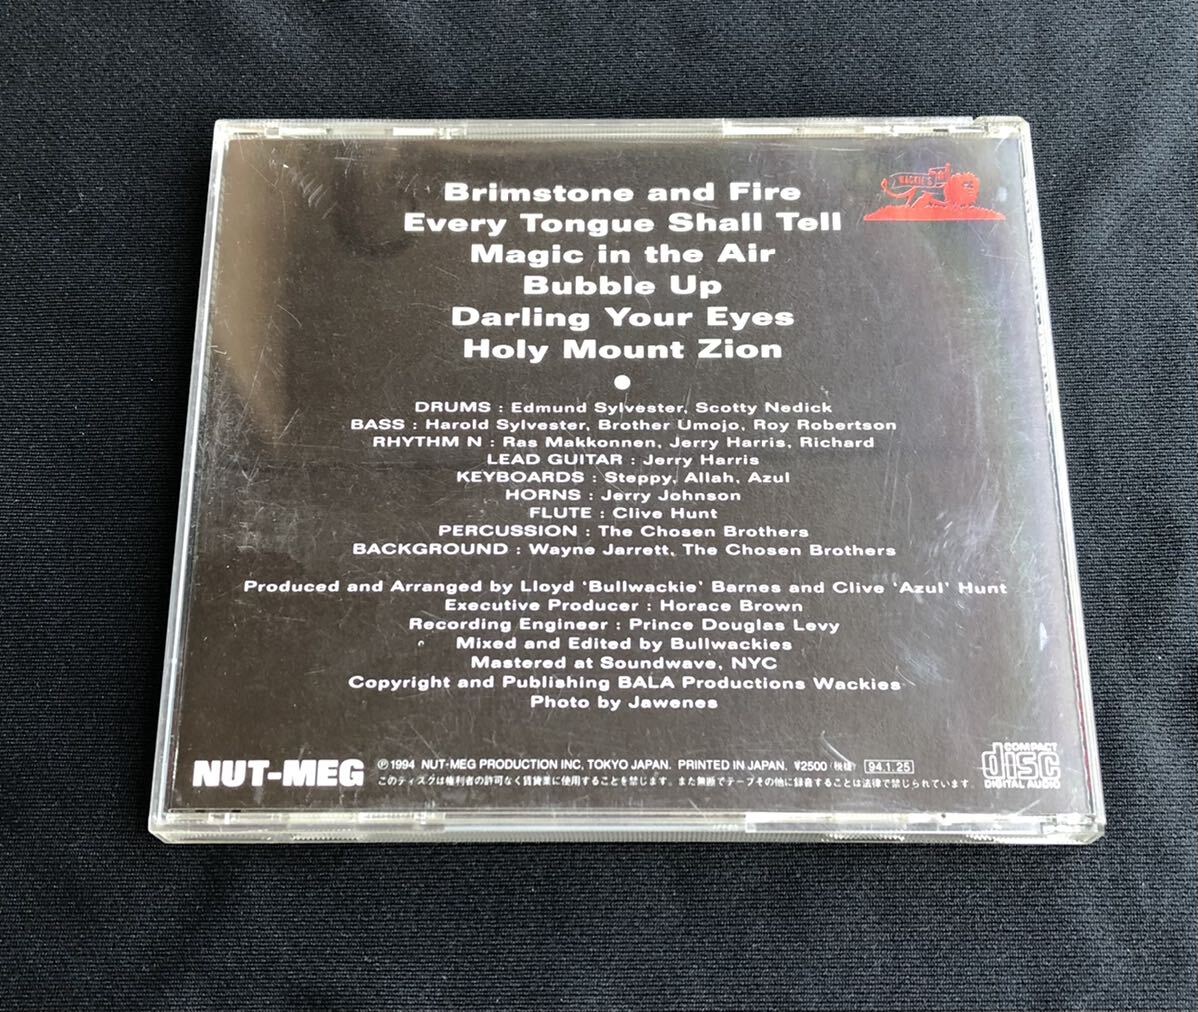 WACKIE'S
Brimstone and Fire
Every Tongue Shall Tell
Magic in the Air
Bubble Up
Darling Your Eyes
Holy Mount Zion
DRUMS : Edmund Sylvester, Scotty Nedick
BASS : Harold Sylvester, Brother Umojo, Roy Robertson
RHYTHM N : Ras Makkonnen, Jerry Harris, Richard
LEAD GUITAR : Jerry Harris
KEYBOARDS : Steppy, Allah, Azul
HORNS : Jerry Johnson
FLUTE : Clive Hunt
PERCUSSION : The Chosen Brothers
BACKGROUND : Wayne Jarrett, The Chosen Brothers
Produced and Arranged by Lloyd 'Bullwackie' Barnes and Clive 'Azul' Hunt
Executive Producer : Horace Brown
Recording Engineer : Prince Douglas Levy
Mixed and Edited by Bullwackies
Mastered at Soundwave, NYC
Copyright and Publishing BALA Productions Wackies
Photo by Jawenes
NUT-MEG
℗1994 NUT-MEG PRODUCTION INC, TOKYO JAPAN. PRINTED IN JAPAN. ¥2500 (税抜) 94.1.25
このディスクは権利者の許可なく賃貸業に使用することを禁じます。また無断でテープその他に録音することは法律で禁じられています。
COMPACT
disc
DIGITAL AUDIO